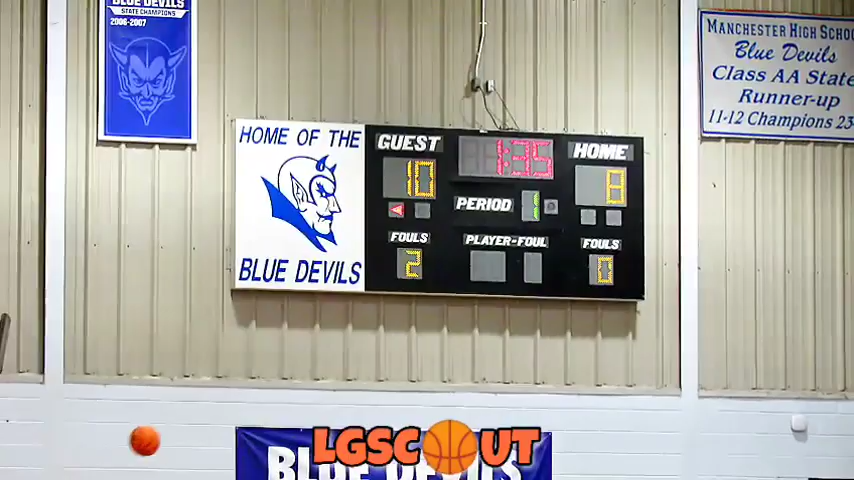 BLUE DEVILS
STATE CHAMPIONS
2006-2007
MANCHESTER HIGH SCHOO
Blue Devils
Class AA State
Runner-up
11-12 Champions 23-
HOME OF THE
BLUE DEVILS
GUEST
1:35
HOME
10
PERIOD
1
FOULS
PLAYER-FOUL
FOULS
2
0
LGSCOUT
BLUE DEVILS